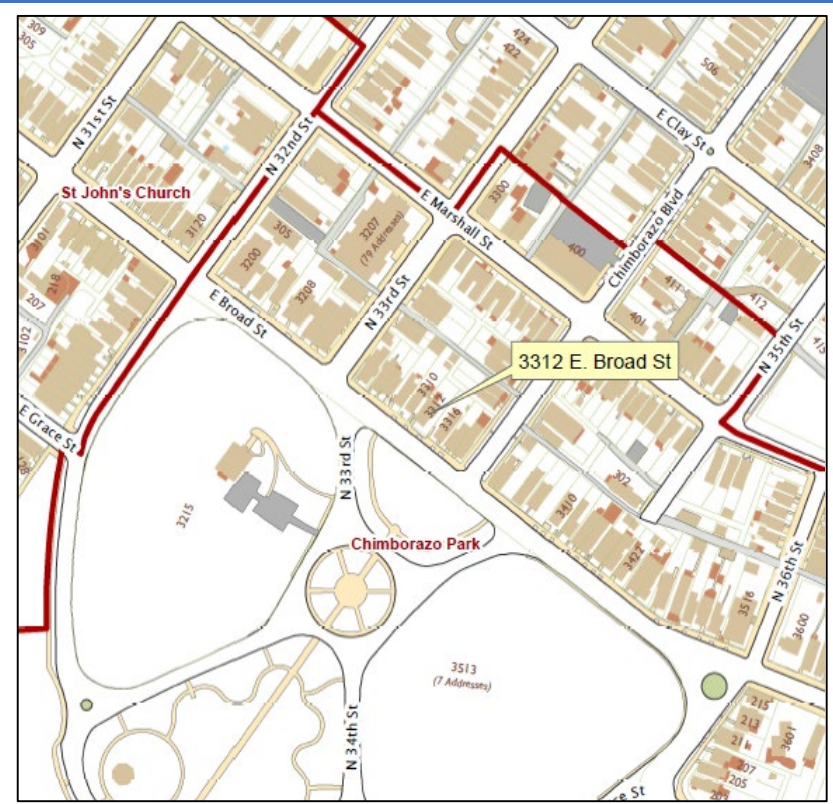 309
305
N 31st St
424
422
506
E Clay St
3408
N 32nd St
St John's Church
3120
E Marshall St
3300
400
Chimborazo Blvd
3101
218
207
3102
305
3207
(79 Addresses)
3200
3208
E Broad St
N 33rd St
411
401
412
N 35th St
3312 E. Broad St
3310
3312
3316
E Grace St
N 33rd St
302
3410
3215
Chimborazo Park
3422
N 36th St
3516
3600
3513
(7 Addresses)
N 34th St
215
213
3601
207
205